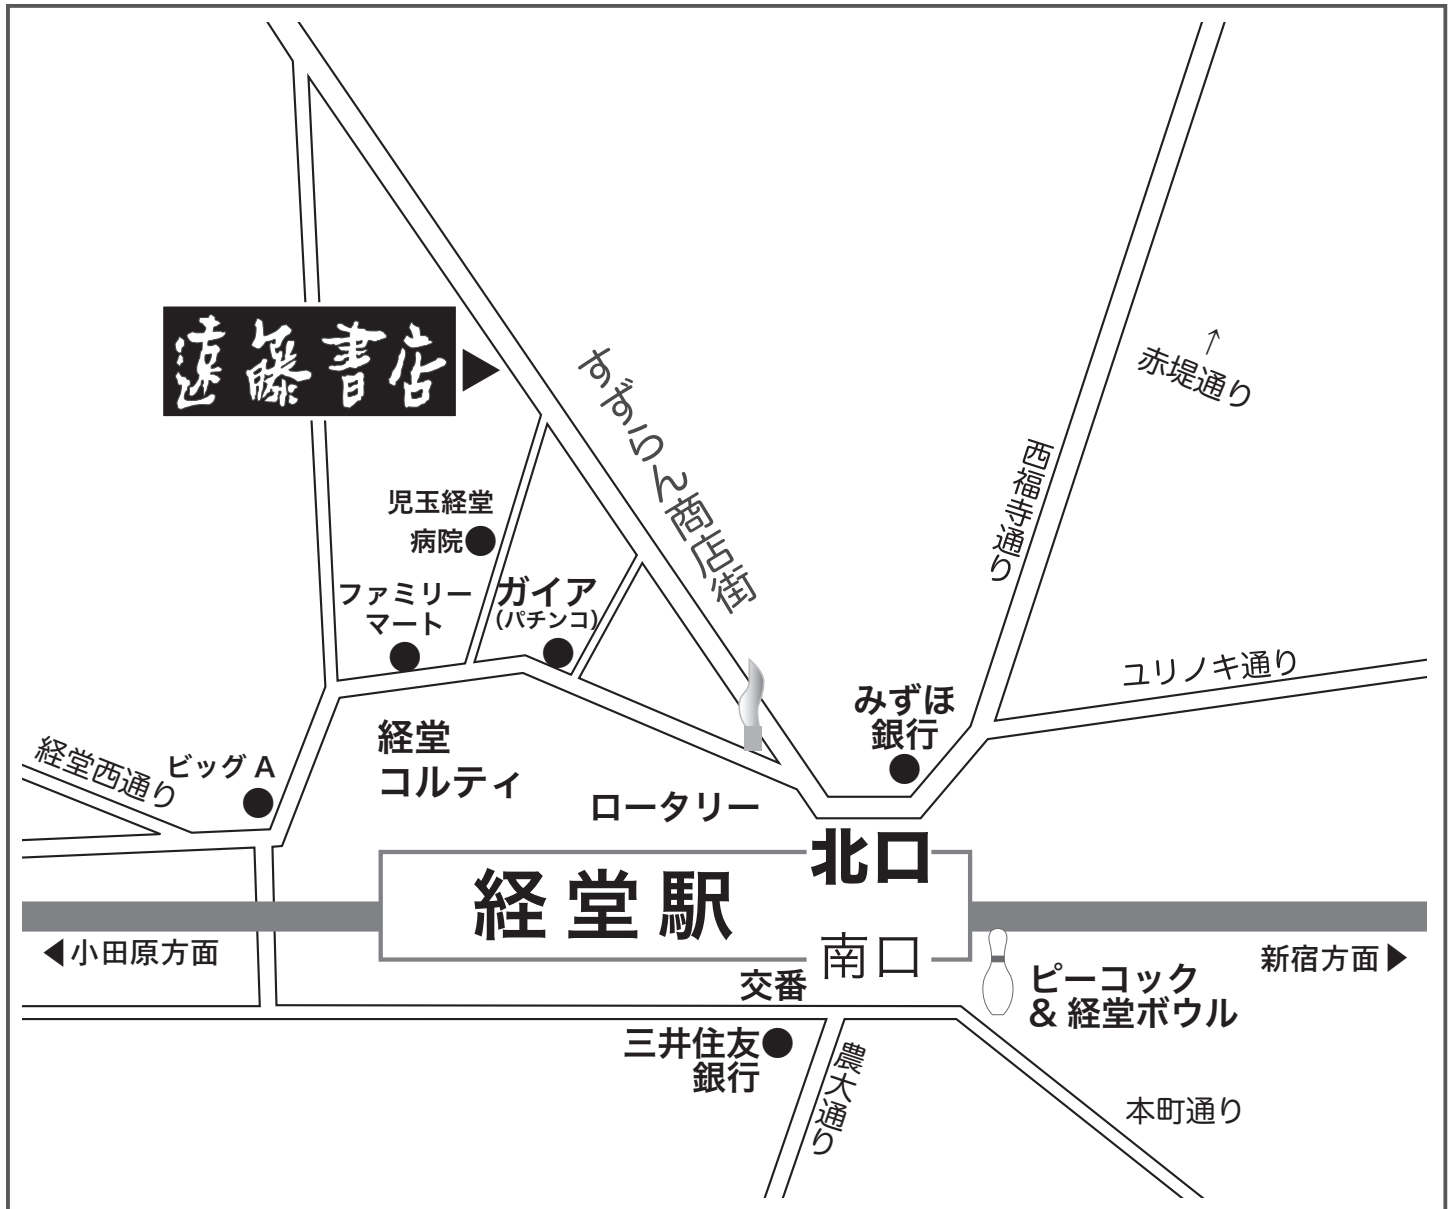 遠藤書店
すずらん商店街
↑
赤堤通り
西福寺通り
児玉経堂
病院
ファミリー
マート
ガイア
（パチンコ）
ユリノキ通り
みずほ
銀行
経堂
コルティ
経堂西通り
ビッグ A
ロータリー
北口
経堂駅
南口
小田原方面
新宿方面
交番
ピーコック
& 経堂ボウル
三井住友
銀行
農大通り
本町通り